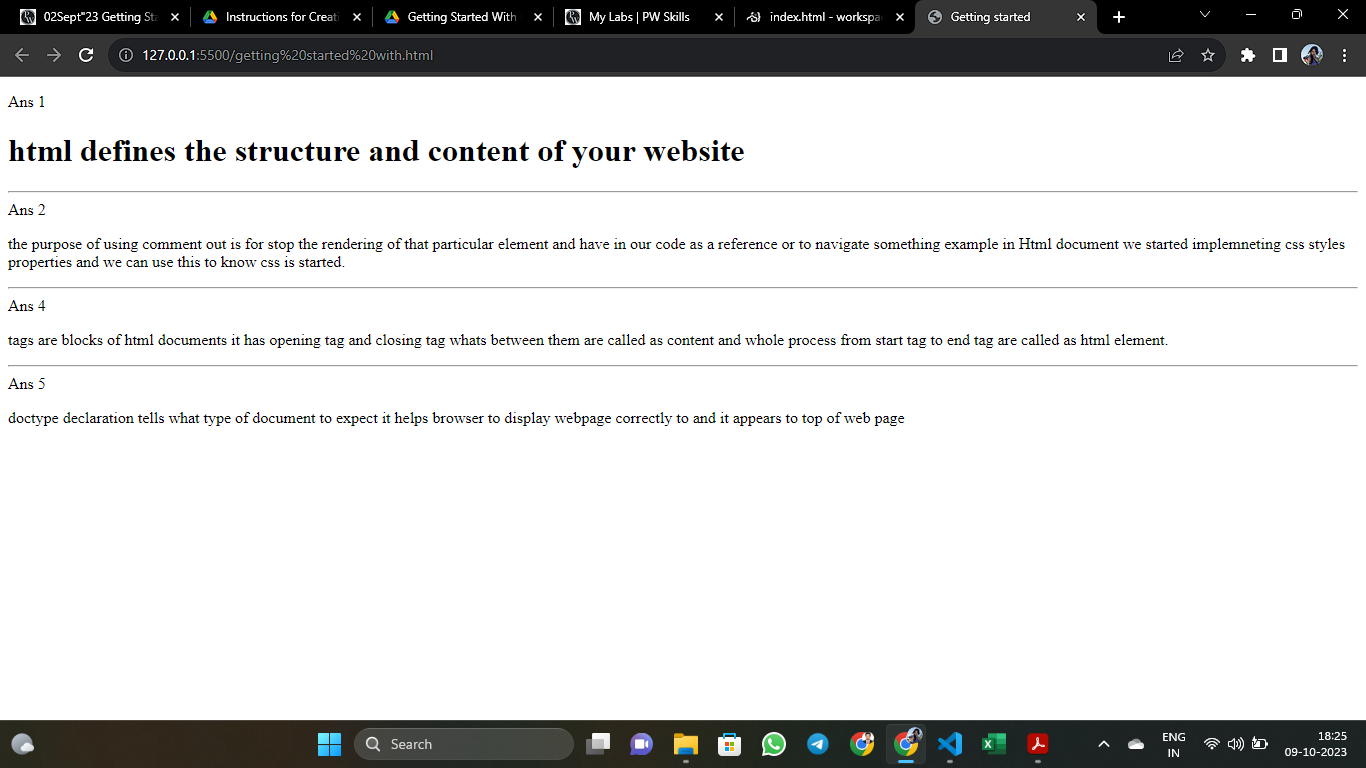 02Sept"23 Getting Sta
Instructions for Creati
Getting Started With
My Labs | PW Skills
index.html - workspa
Getting started
127.0.0.1:5500/getting%20started%20with.html
Ans 1
html defines the structure and content of your website
Ans 2
the purpose of using comment out is for stop the rendering of that particular element and have in our code as a reference or to navigate something example in Html document we started implemneting css styles
properties and we can use this to know css is started.
Ans 4
tags are blocks of html documents it has opening tag and closing tag whats between them are called as content and whole process from start tag to end tag are called as html element.
Ans 5
doctype declaration tells what type of document to expect it helps browser to display webpage correctly to and it appears to top of web page
Search
ENG
IN
18:25
09-10-2023